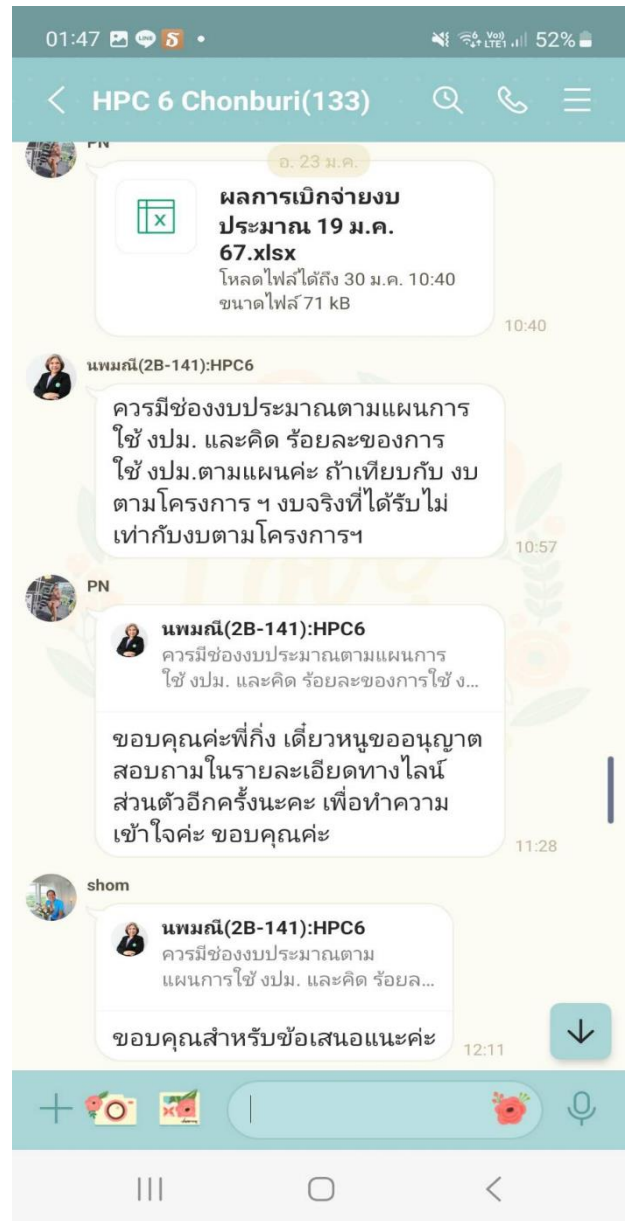 01:47 LINE Vo)) LTE1 52%
HPC 6 Chonburi(133)
PN
อ. 23 ม.ค.
ผลการเบิกจ่ายงบ
ประมาณ 19 ม.ค.
67.xlsx
โหลดไฟล์ได้ถึง 30 ม.ค. 10:40
ขนาดไฟล์ 71 kB
10:40
นพมณี(2B-141):HPC6
ควรมีช่องงบประมาณตามแผนการ
ใช้ งปม. และคิด ร้อยละของการ
ใช้ งปม.ตามแผนค่ะ ถ้าเทียบกับ งบ
ตามโครงการ ฯ งบจริงที่ได้รับไม่
เท่ากับงบตามโครงการฯ
10:57
PN
นพมณี(2B-141):HPC6
ควรมีช่องงบประมาณตามแผนการ
ใช้ งปม. และคิด ร้อยละของการใช้ ง...
ขอบคุณค่ะพี่กิ่ง เดี๋ยวหนูขออนุญาต
สอบถามในรายละเอียดทางไลน์
ส่วนตัวอีกครั้งนะคะ เพื่อทำความ
เข้าใจค่ะ ขอบคุณค่ะ
11:28
shom
นพมณี(2B-141):HPC6
ควรมีช่องงบประมาณตาม
แผนการใช้ งปม. และคิด ร้อยล...
ขอบคุณสำหรับข้อเสนอแนะค่ะ
12:11